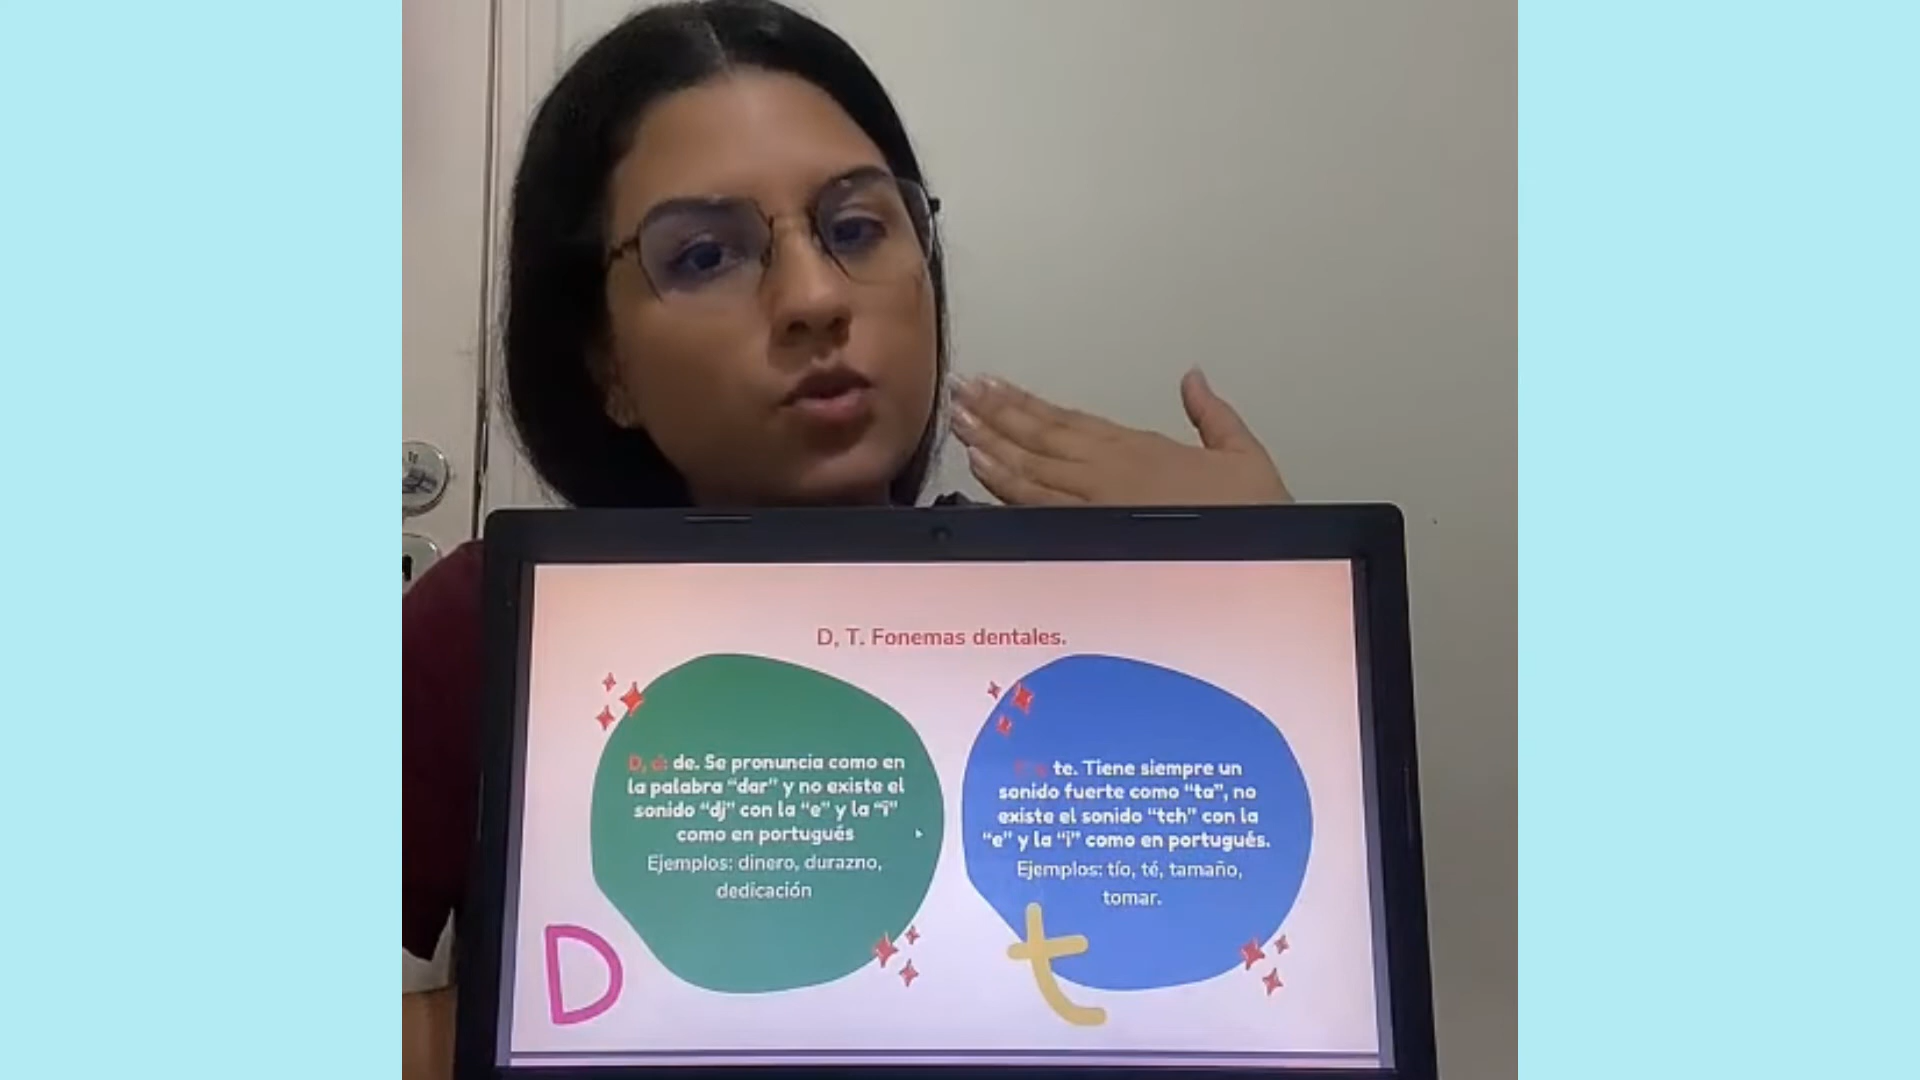 D, T. Fonemas dentales.
D, d: de. Se pronuncia como en
la palabra “dar” y no existe el
sonido “dj” con la “e” y la “i”
como en portugués
Ejemplos: dinero, durazno,
dedicación
D
te. Tiene siempre un
sonido fuerte como “ta”, no
existe el sonido “tch” con la
“e” y la “i” como en portugués.
Ejemplos: tío, té, tamaño,
tomar.
t